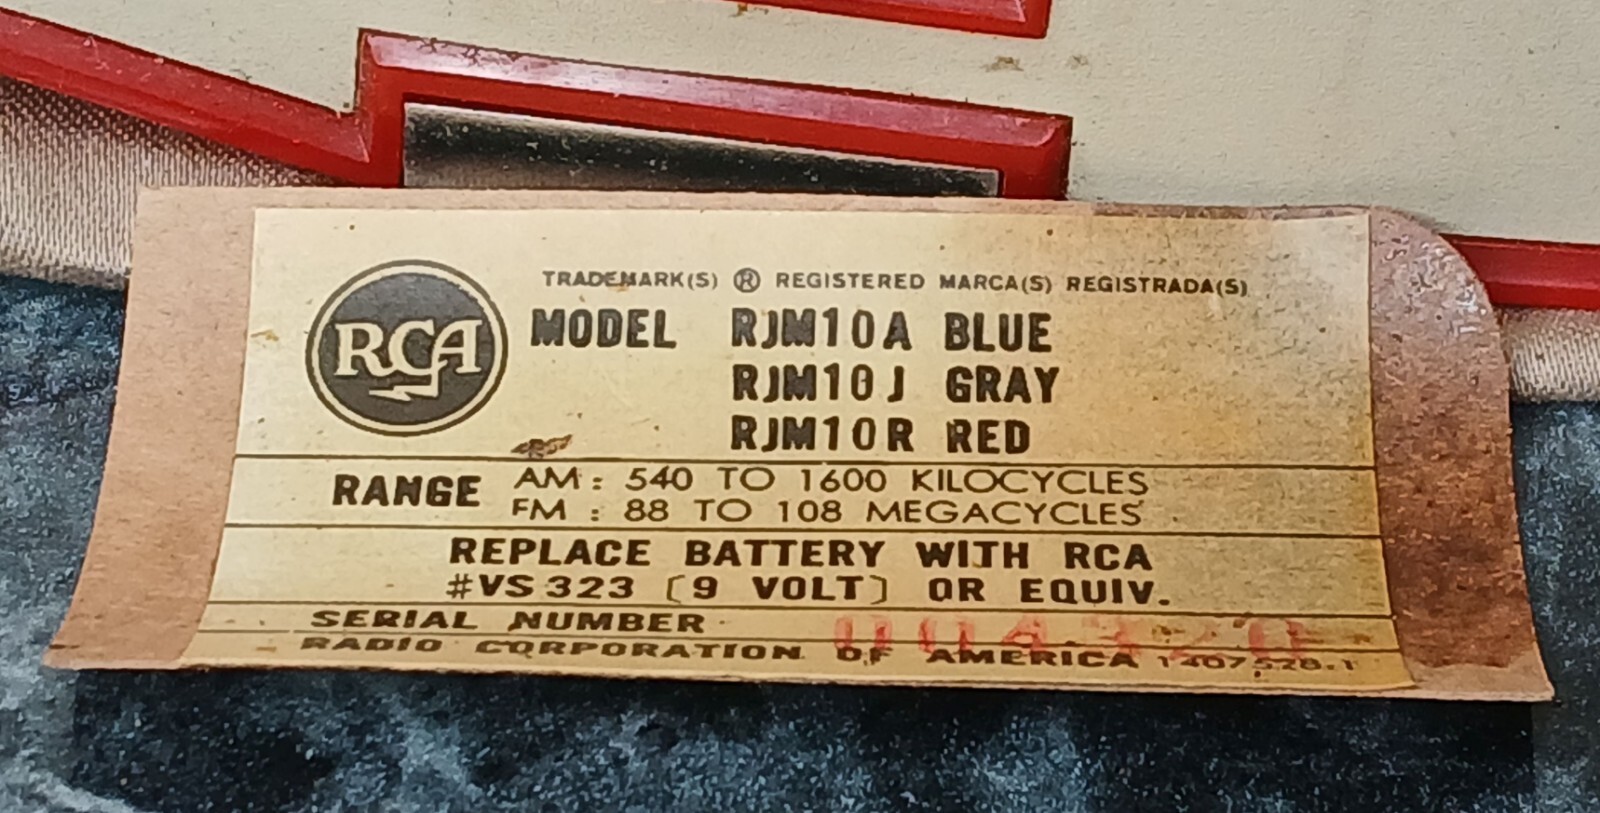 RCA
TRADEMARK(S) ® REGISTERED MARCA(S) REGISTRADA(S)
MODEL RJM10A BLUE
RJM10J GRAY
RJM10R RED
RANGE AM: 540 TO 1600 KILOCYCLES
FM : 88 TO 108 MEGACYCLES
REPLACE BATTERY WITH RCA
#VS323 (9 VOLT) OR EQUIV.
SERIAL NUMBER
RADIO CORPORATION OF AMERICA 1407528-1